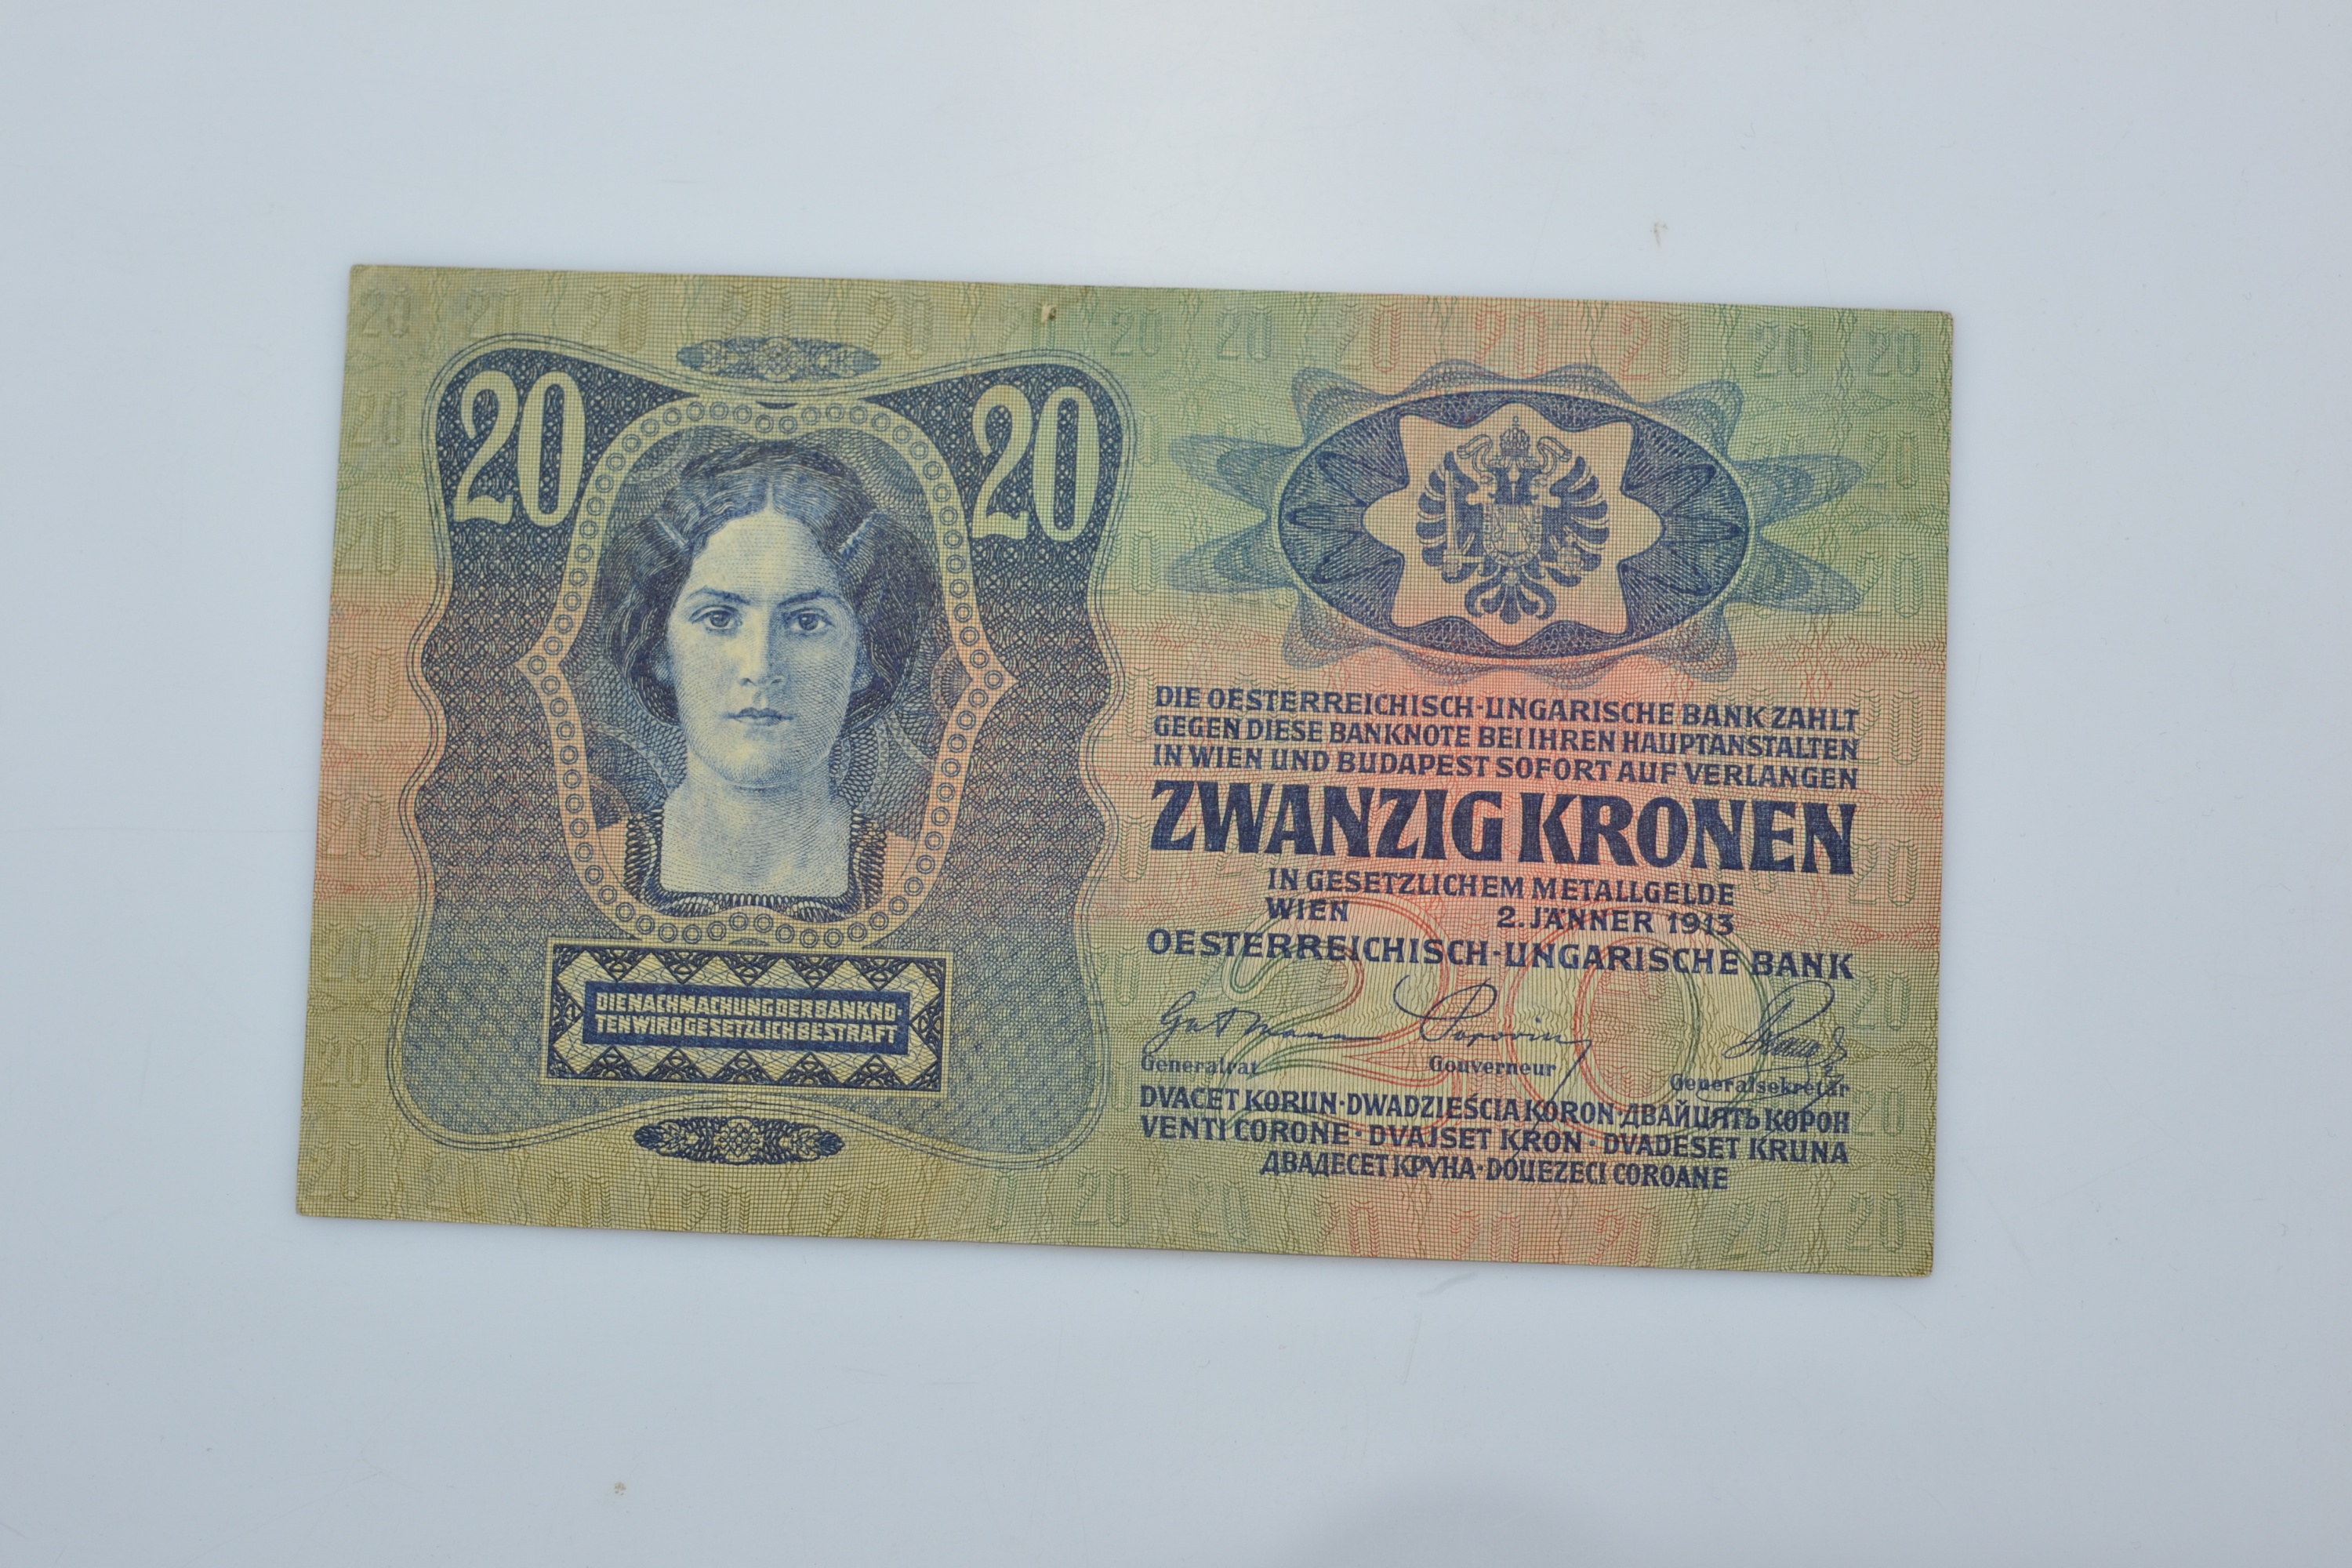 20 20
DIE OESTERREICHISCH-UNGARISCHE BANK ZAHLT
GEGEN DIESE BANKNOTE BEI IHREN HAUPTANSTALTEN
IN WIEN UND BUDAPEST SOFORT AUF VERLANGEN
ZWANZIG KRONEN
IN GESETZLICHEM METALLGELDE
WIEN 2. JÄNNER 1913
OESTERREICHISCH-UNGARISCHE BANK
Generalrat Gouverneur Generalsekretär
DVACET KORUN·DWADZIEŚCIA KORON·ДВАЙЦЯТЬ КОРОН
VENTI CORONE·DVAJSET KRON·DVADESET KRUNA
ДВАДЕСЕТ КРУНА·DOUEZECI COROANE
DIE NACHMACHUNG DER BANKNO
TEN WIRD GESETZLICH BESTRAFT